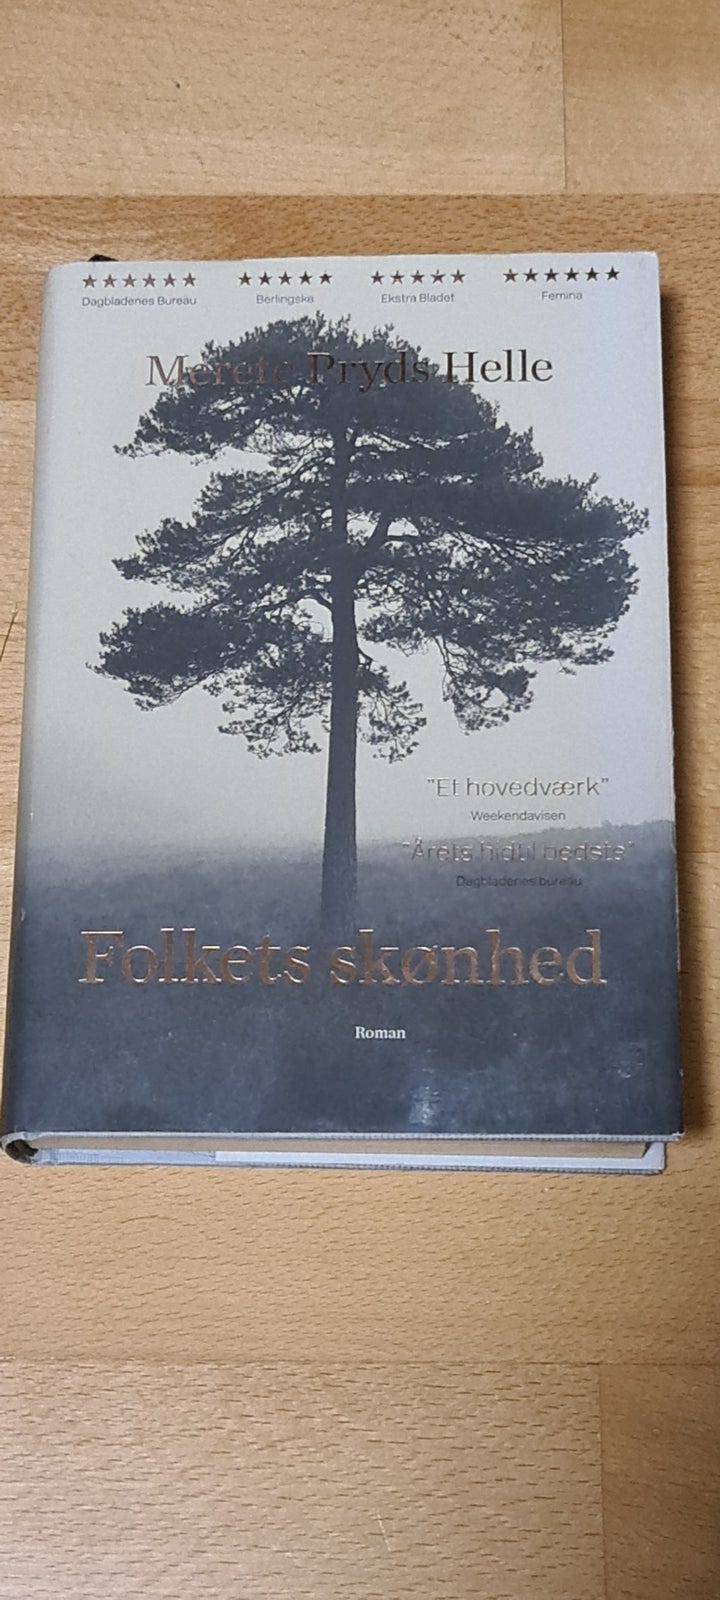 Dagbladenes Bureau
Berlingske
Ekstra Bladet
Femina
Merete Pryds Helle
"Et hovedværk"
Weekendavisen
"Årets hidtil bedste"
Dagbladenes bureau
Folkets skønhed
Roman